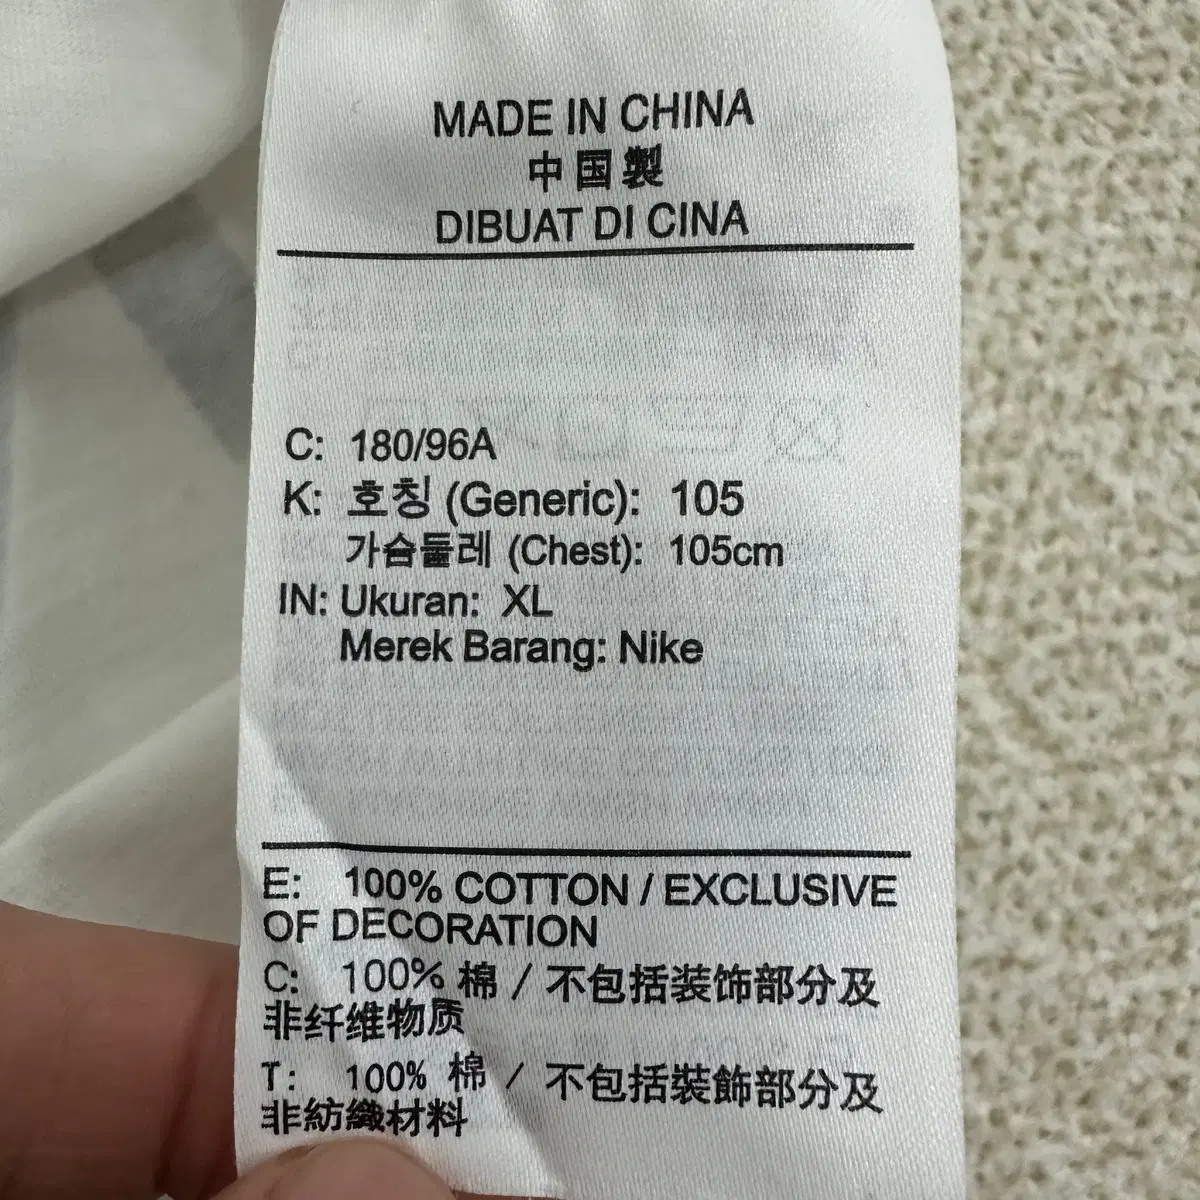 MADE IN CHINA
中国製
DIBUAT DI CINA
C: 180/96A
K: 호칭 (Generic): 105
가슴둘레 (Chest): 105cm
IN: Ukuran: XL
Merek Barang: Nike
E: 100% COTTON / EXCLUSIVE
OF DECORATION
C: 100% 棉 / 不包括装饰部分及
非纤维物质
T: 100% 棉 / 不包括裝飾部分及
非紡織材料